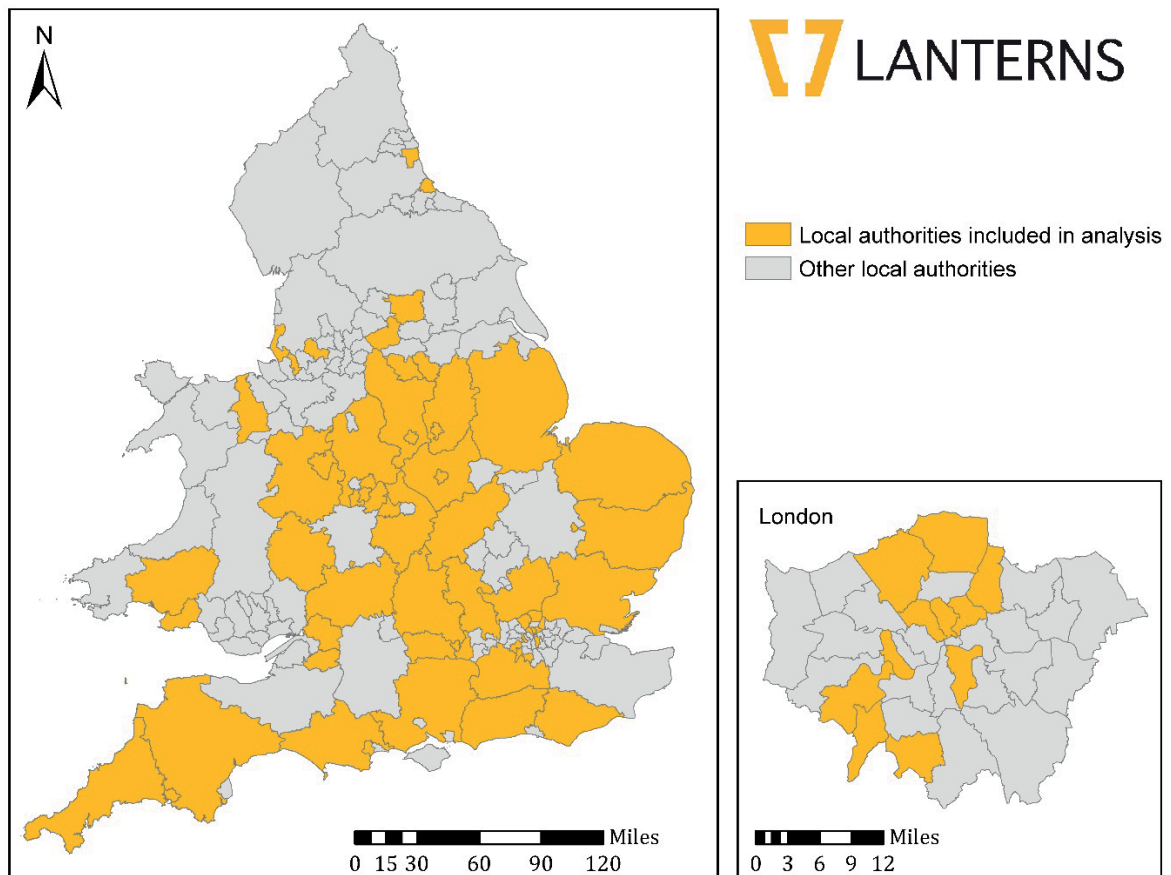 N
LANTERNS
Local authorities included in analysis
Other local authorities
Miles
0 15 30 60 90 120
London
Miles
0 3 6 9 12